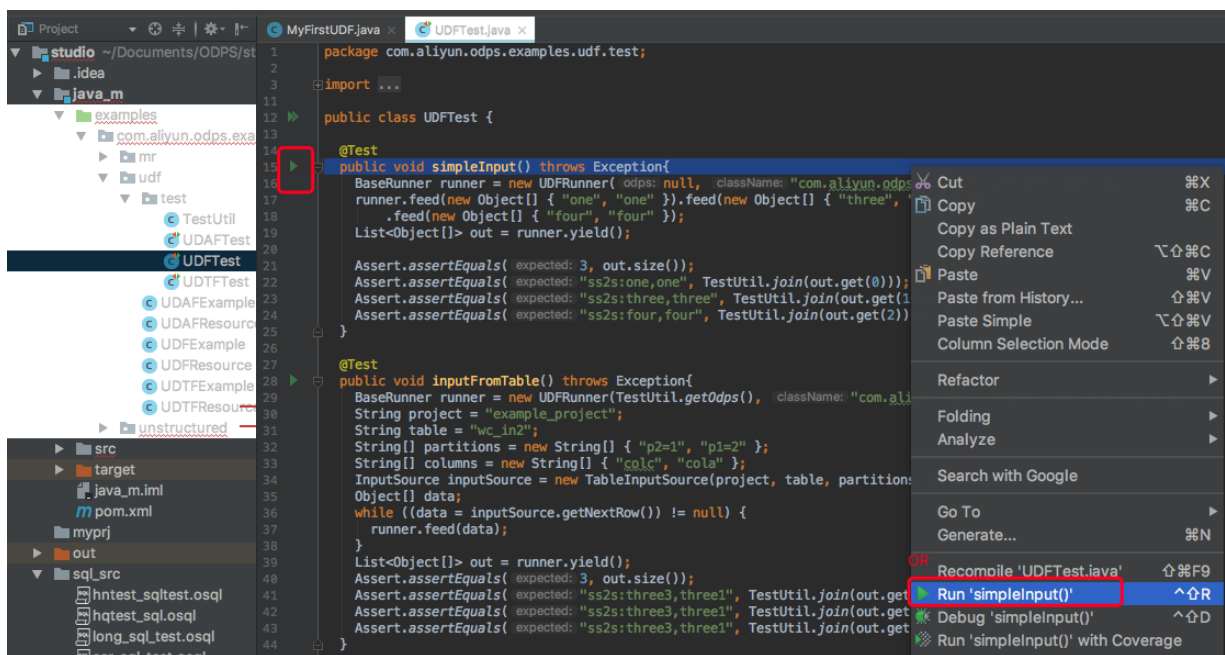 Project
MyFirstUDF.java
UDFTest.java
studio ~/Documents/ODPS/st
.idea
java_m
examples
com.aliyun.odps.exa
mr
udf
test
TestUtil
UDAFTest
UDFTest
UDTFTest
UDAFExample
UDAFResourc
UDFExample
UDFResource
UDTFExample
UDTFResource
unstructured
src
target
java_m.iml
pom.xml
myprj
out
sql_src
hntest_sqltest.osql
hqtest_sql.osql
long_sql_test.osql
1 package com.aliyun.odps.examples.udf.test;
2
3 import ...
11
12 public class UDFTest {
13
14 @Test
15 public void simpleInput() throws Exception{
16 BaseRunner runner = new UDFRunner( odps: null, className: "com.aliyun.odps
17 runner.feed(new Object[] { "one", "one" }).feed(new Object[] { "three", "
18 .feed(new Object[] { "four", "four" });
19 List<Object[]> out = runner.yield();
20
21 Assert.assertEquals( expected: 3, out.size());
22 Assert.assertEquals( expected: "ss2s:one,one", TestUtil.join(out.get(0)));
23 Assert.assertEquals( expected: "ss2s:three,three", TestUtil.join(out.get(1
24 Assert.assertEquals( expected: "ss2s:four,four", TestUtil.join(out.get(2))
25 }
26
27 @Test
28 public void inputFromTable() throws Exception{
29 BaseRunner runner = new UDFRunner(TestUtil.getOdps(), className: "com.ali
30 String project = "example_project";
31 String table = "wc_in2";
32 String[] partitions = new String[] { "p2=1", "p1=2" };
33 String[] columns = new String[] { "colc", "cola" };
34 InputSource inputSource = new TableInputSource(project, table, partitions
35 Object[] data;
36 while ((data = inputSource.getNextRow()) != null) {
37 runner.feed(data);
38 }
39 List<Object[]> out = runner.yield();
40 Assert.assertEquals( expected: 3, out.size());
41 Assert.assertEquals( expected: "ss2s:three3,three1", TestUtil.join(out.get
42 Assert.assertEquals( expected: "ss2s:three3,three1", TestUtil.join(out.get
43 Assert.assertEquals( expected: "ss2s:three3,three1", TestUtil.join(out.get
44 }
Cut ⌘X
Copy ⌘C
Copy as Plain Text
Copy Reference ⌥⇧⌘C
Paste ⌘V
Paste from History... ⇧⌘V
Paste Simple ⌥⇧⌘V
Column Selection Mode ⇧⌘8
Refactor
Folding
Analyze
Search with Google
Go To
Generate... ⌘N
OR
Recompile 'UDFTest.java' ⇧⌘F9
Run 'simpleInput()' ^⇧R
Debug 'simpleInput()' ^⇧D
Run 'simpleInput()' with Coverage